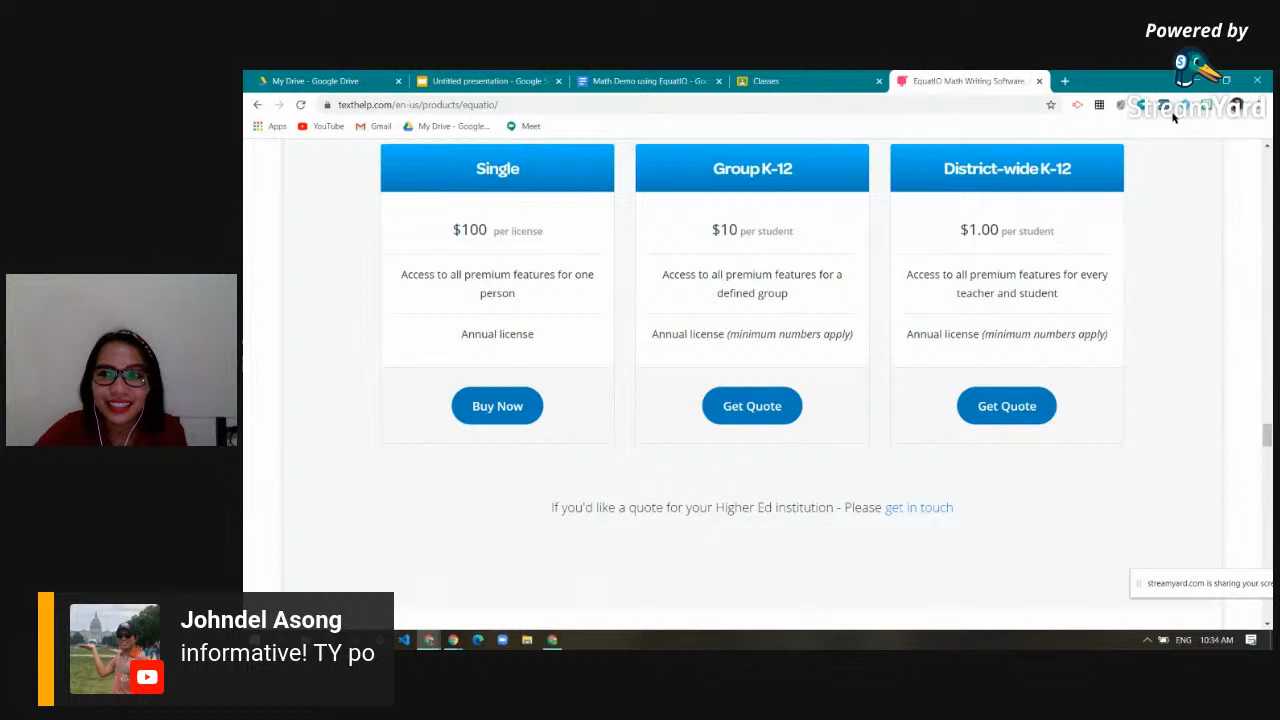 Powered by
StreamYard
My Drive - Google Drive
Untitled presentation - Google S
Math Demo using EquatIO - Go
Classes
EquatIO Math Writing Software
texthelp.com/en-us/products/equatio/
Apps
YouTube
Gmail
My Drive - Google...
Meet
Single
Group K-12
District-wide K-12
$100 per license
$10 per student
$1.00 per student
Access to all premium features for one
person
Access to all premium features for a
defined group
Access to all premium features for every
teacher and student
Annual license
Annual license (minimum numbers apply)
Annual license (minimum numbers apply)
Buy Now
Get Quote
Get Quote
If you'd like a quote for your Higher Ed institution - Please get in touch
streamyard.com is sharing your scre
Johndel Asong
informative! TY po
ENG
10:34 AM